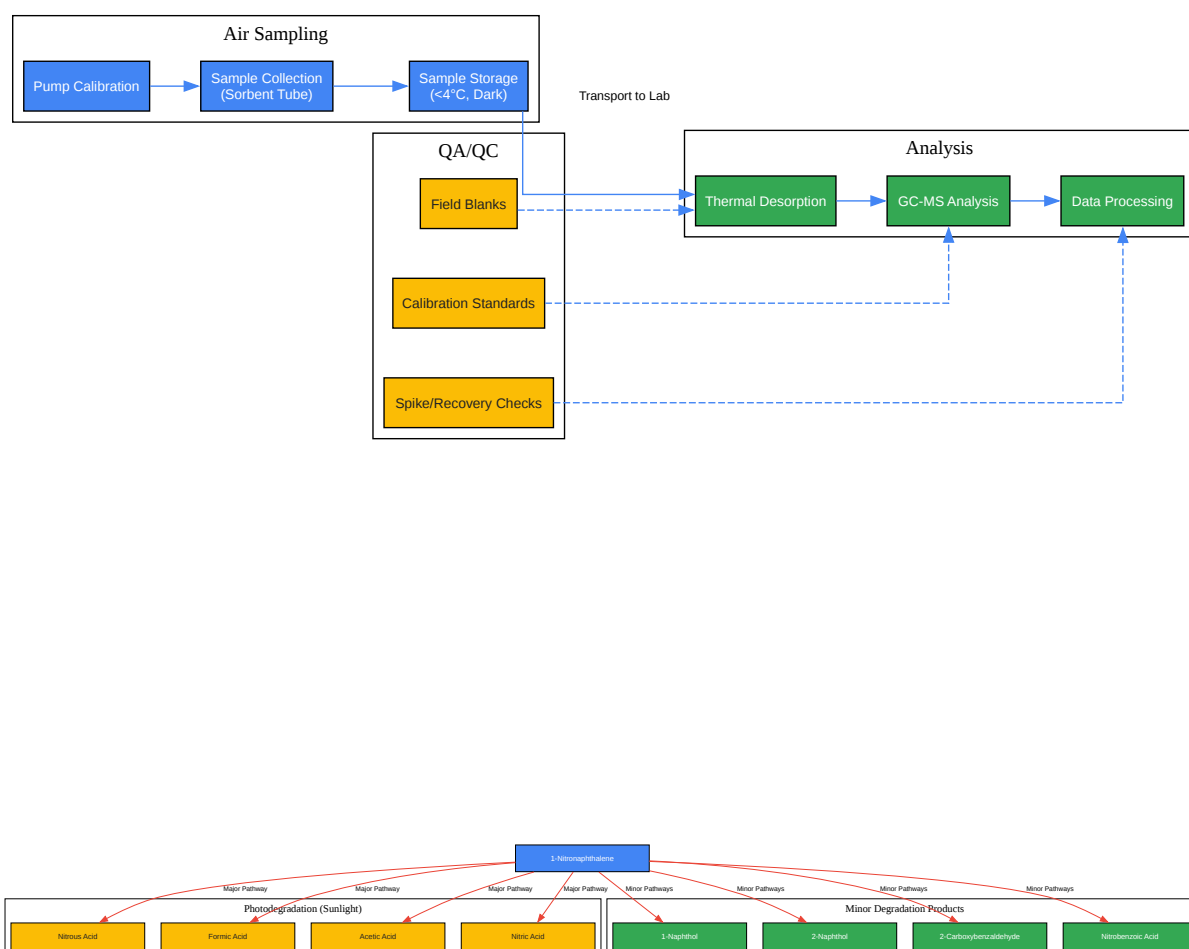 Air Sampling
Pump Calibration
Sample Collection
(Sorbent Tube)
Sample Storage
(<4°C, Dark)
Transport to Lab
QA/QC
Field Blanks
Calibration Standards
Spike/Recovery Checks
Analysis
Thermal Desorption
GC-MS Analysis
Data Processing
1-Nitronaphthalene
Major Pathway
Major Pathway
Major Pathway
Major Pathway
Minor Pathways
Minor Pathways
Minor Pathways
Minor Pathways
Photodegradation (Sunlight)
Nitrous Acid
Formic Acid
Acetic Acid
Nitric Acid
Minor Degradation Products
1-Naphthol
2-Naphthol
2-Carboxybenzaldehyde
Nitrobenzoic Acid